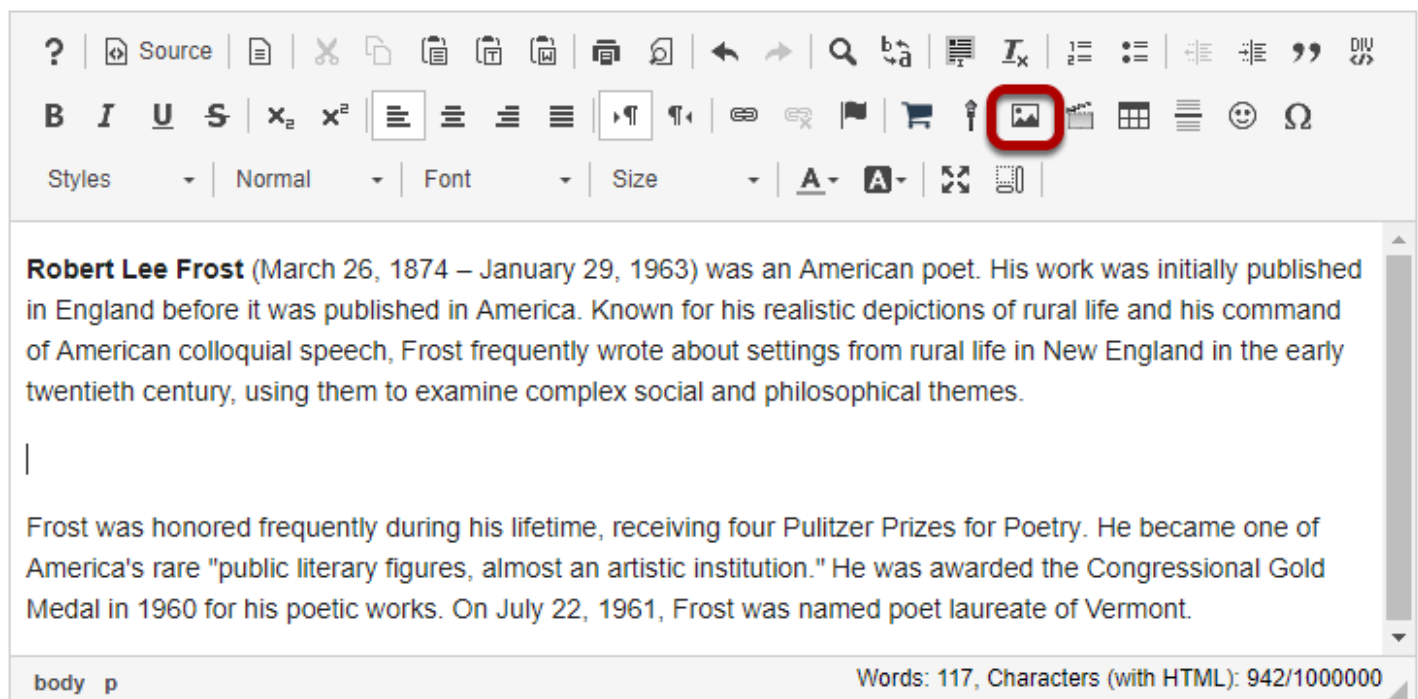 ? Source
B I U S x₂ x² Ω
Styles Normal Font Size A A
Robert Lee Frost (March 26, 1874 – January 29, 1963) was an American poet. His work was initially published
in England before it was published in America. Known for his realistic depictions of rural life and his command
of American colloquial speech, Frost frequently wrote about settings from rural life in New England in the early
twentieth century, using them to examine complex social and philosophical themes.
Frost was honored frequently during his lifetime, receiving four Pulitzer Prizes for Poetry. He became one of
America's rare "public literary figures, almost an artistic institution." He was awarded the Congressional Gold
Medal in 1960 for his poetic works. On July 22, 1961, Frost was named poet laureate of Vermont.
body p Words: 117, Characters (with HTML): 942/1000000